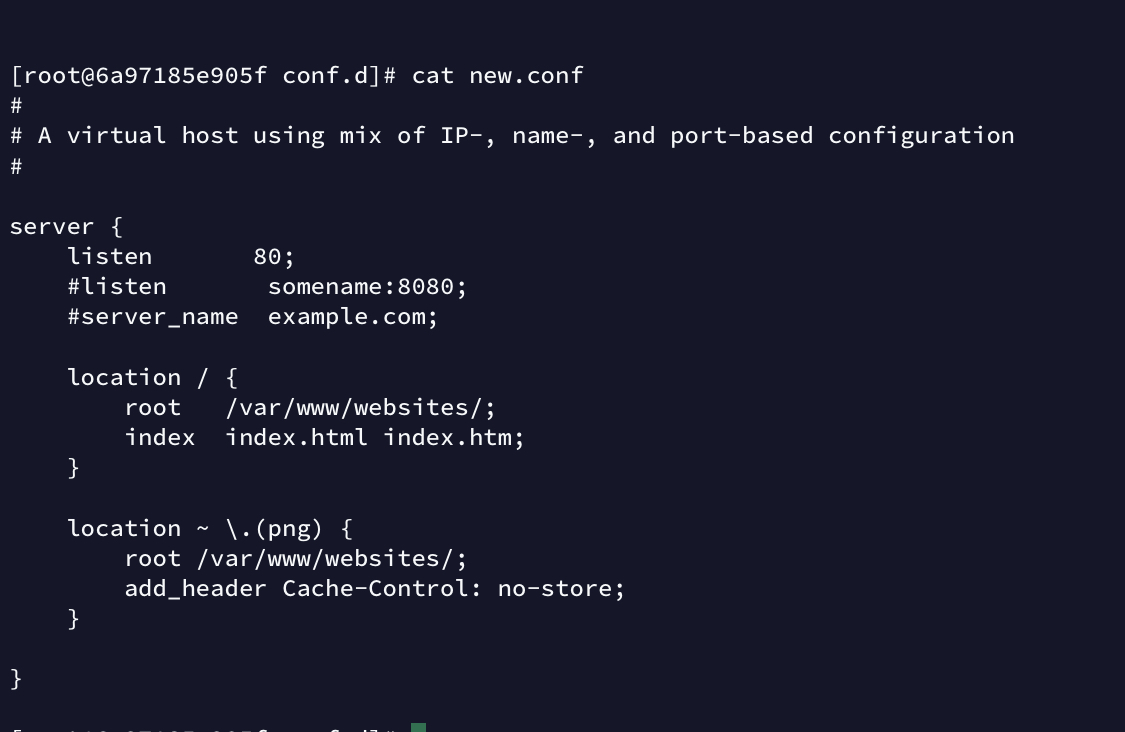 [root@6a97185e905f conf.d]# cat new.conf
#
# A virtual host using mix of IP-, name-, and port-based configuration
#
server {
    listen       80;
    #listen       somename:8080;
    #server_name  example.com;
    location / {
        root   /var/www/websites/;
        index  index.html index.htm;
    }
    location ~ \.(png) {
        root /var/www/websites/;
        add_header Cache-Control: no-store;
    }
}